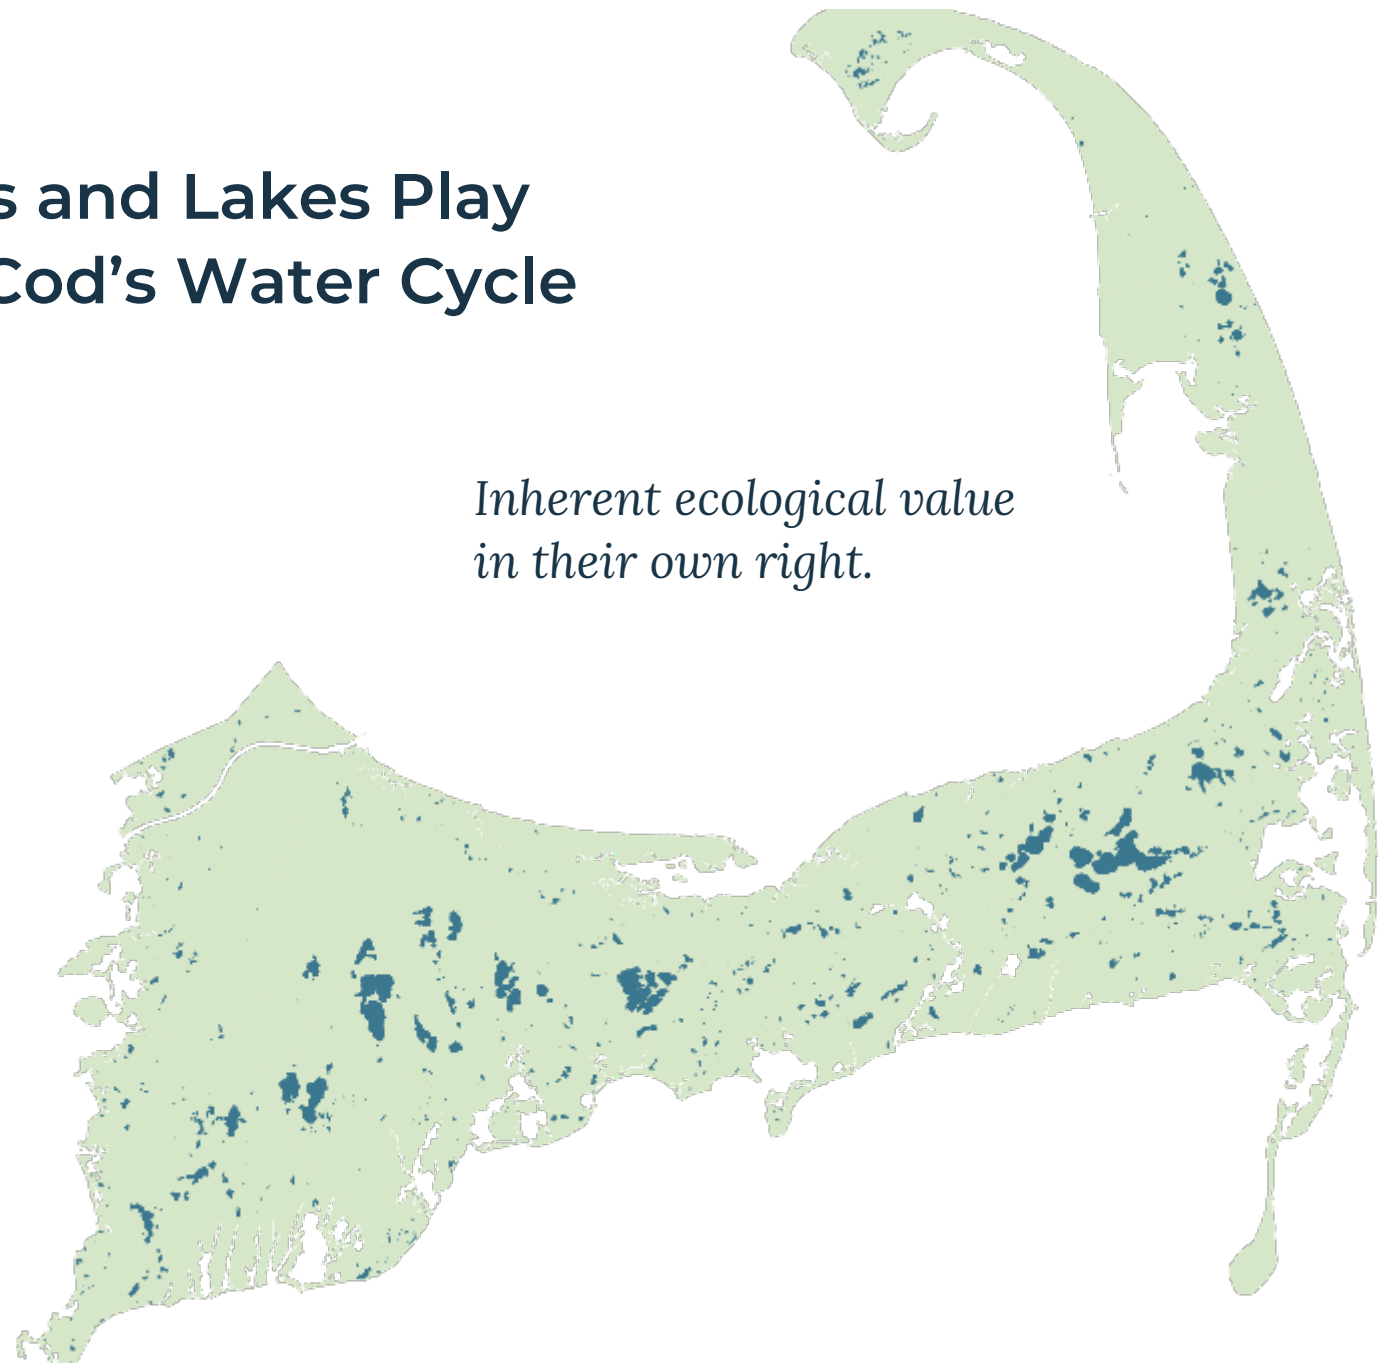 s and Lakes Play
Cod’s Water Cycle
Inherent ecological value
in their own right.